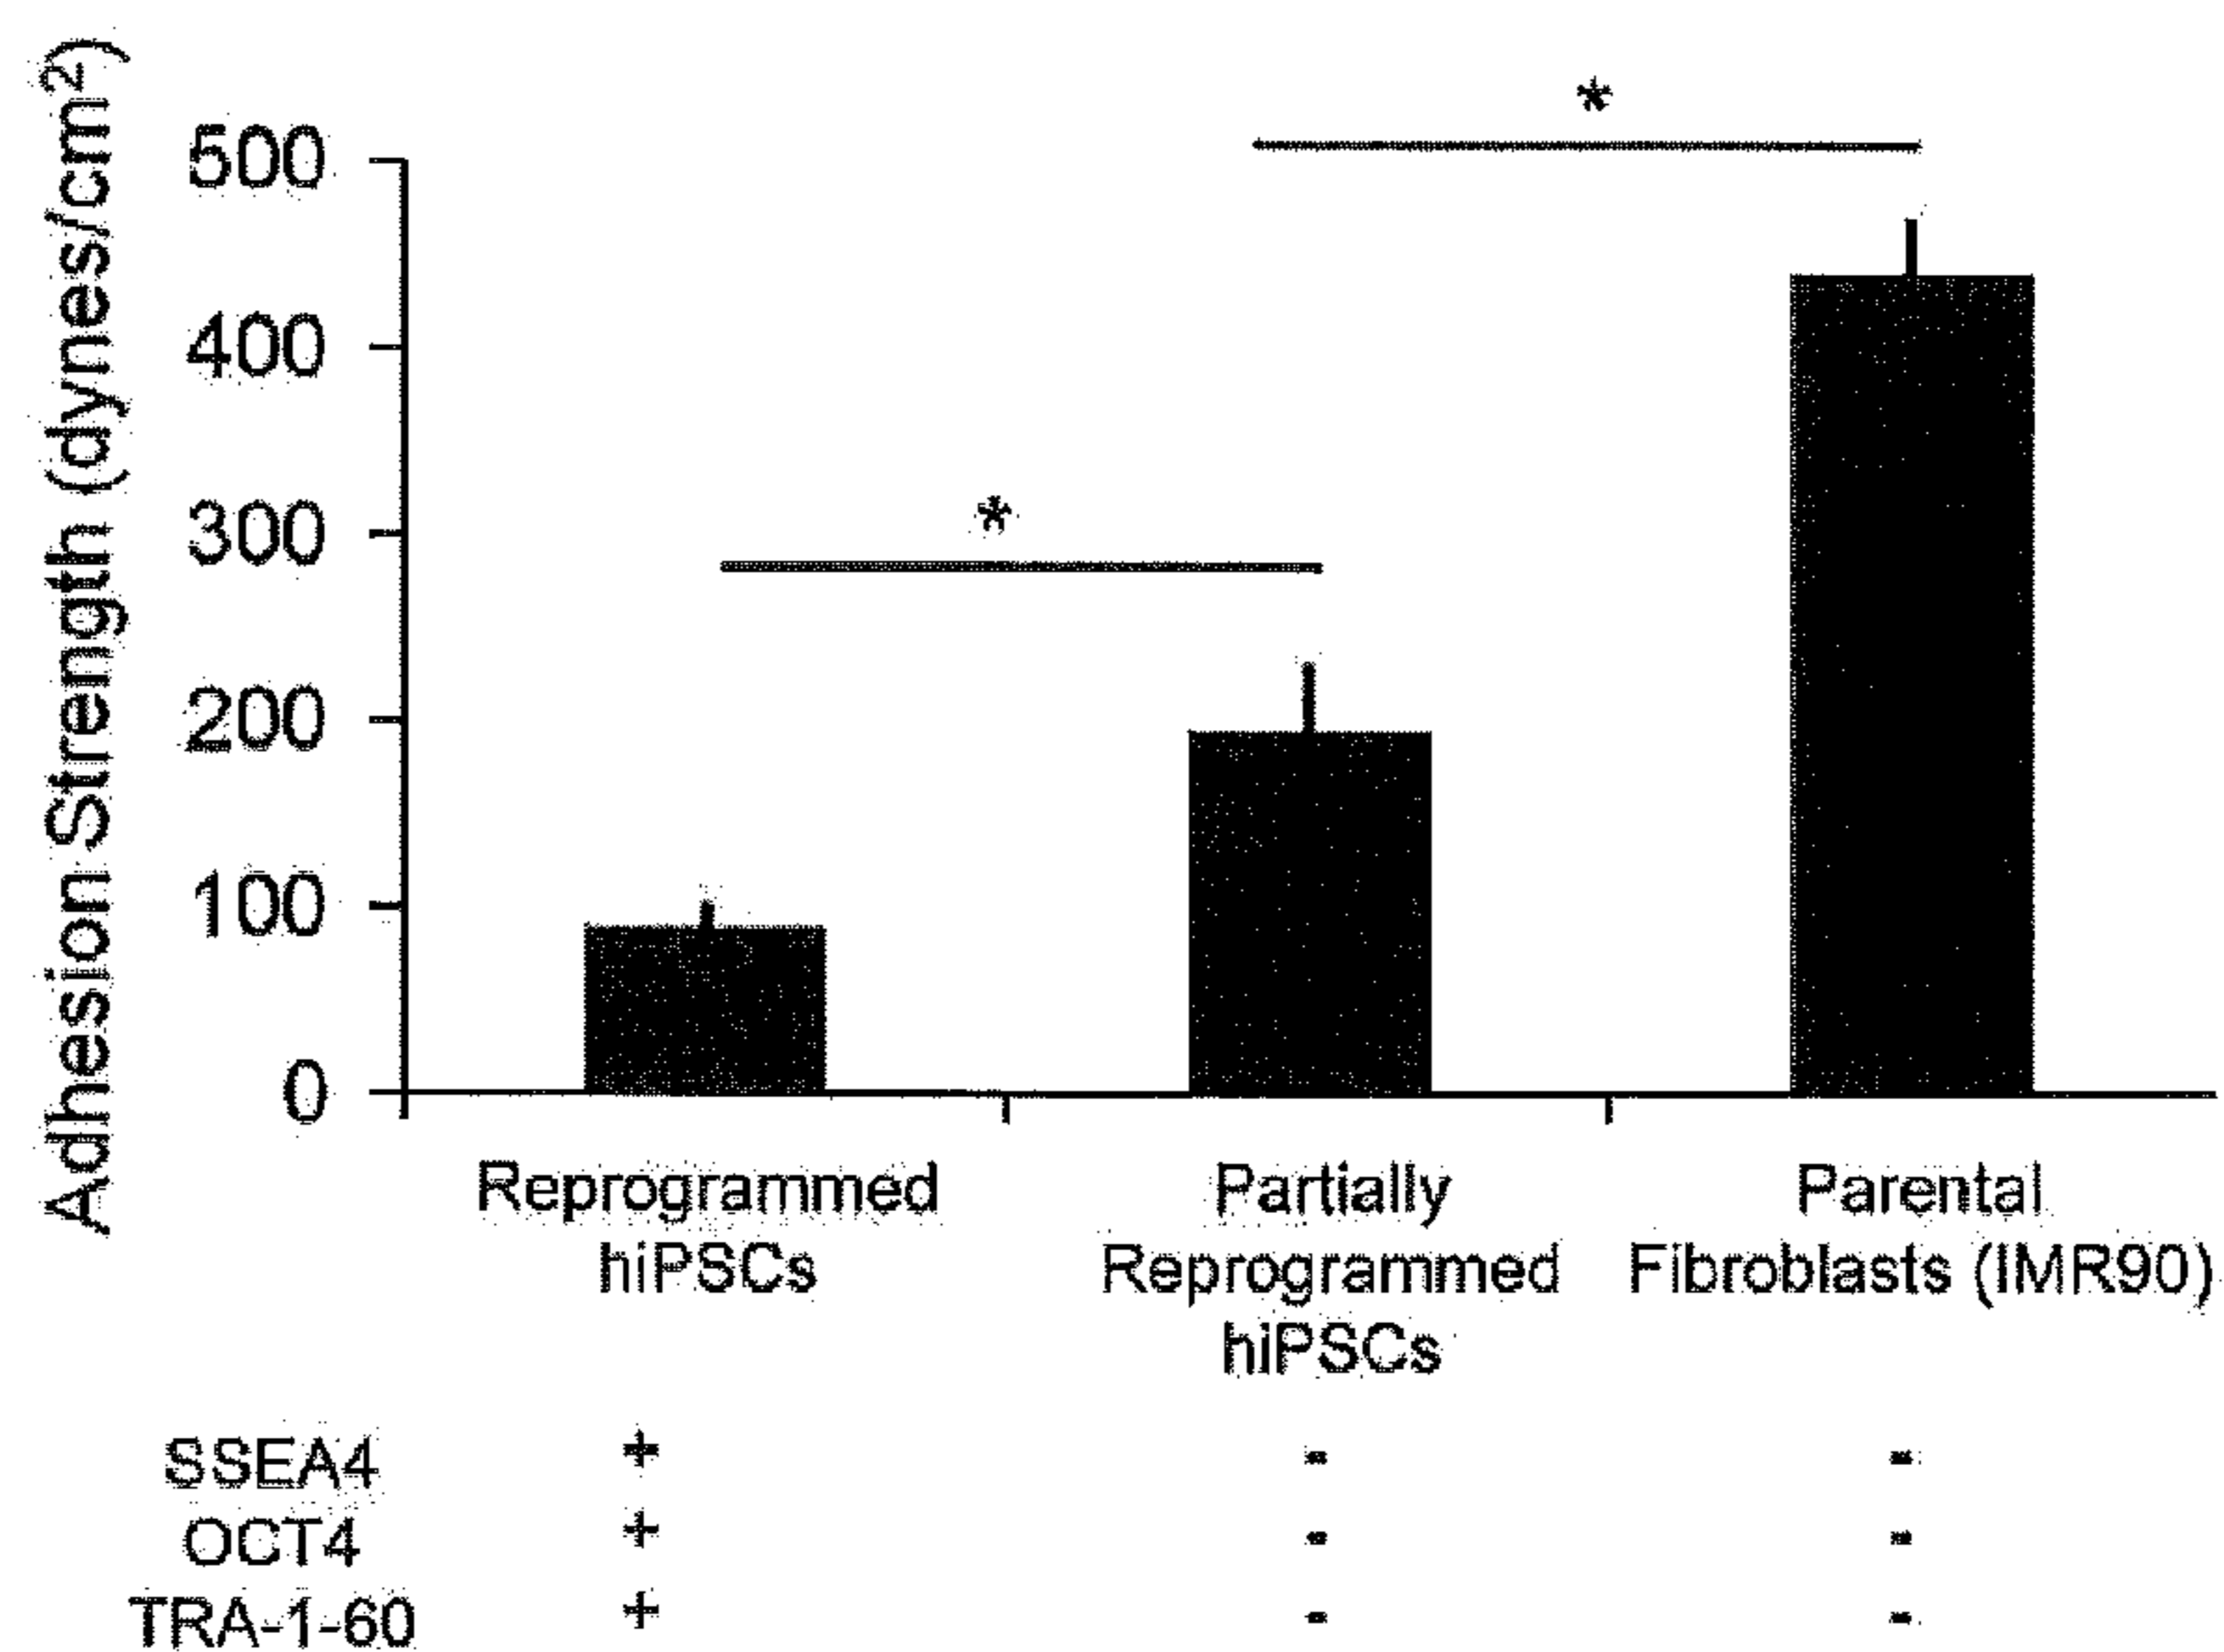 Adhesion Strength (dynes/cm²)
500
400
300
200
100
0
*
*
Reprogrammed
hiPSCs
Partially
Reprogrammed
hiPSCs
Parental
Fibroblasts (IMR90)
SSEA4 + - -
OCT4 + - -
TRA-1-60 + - -